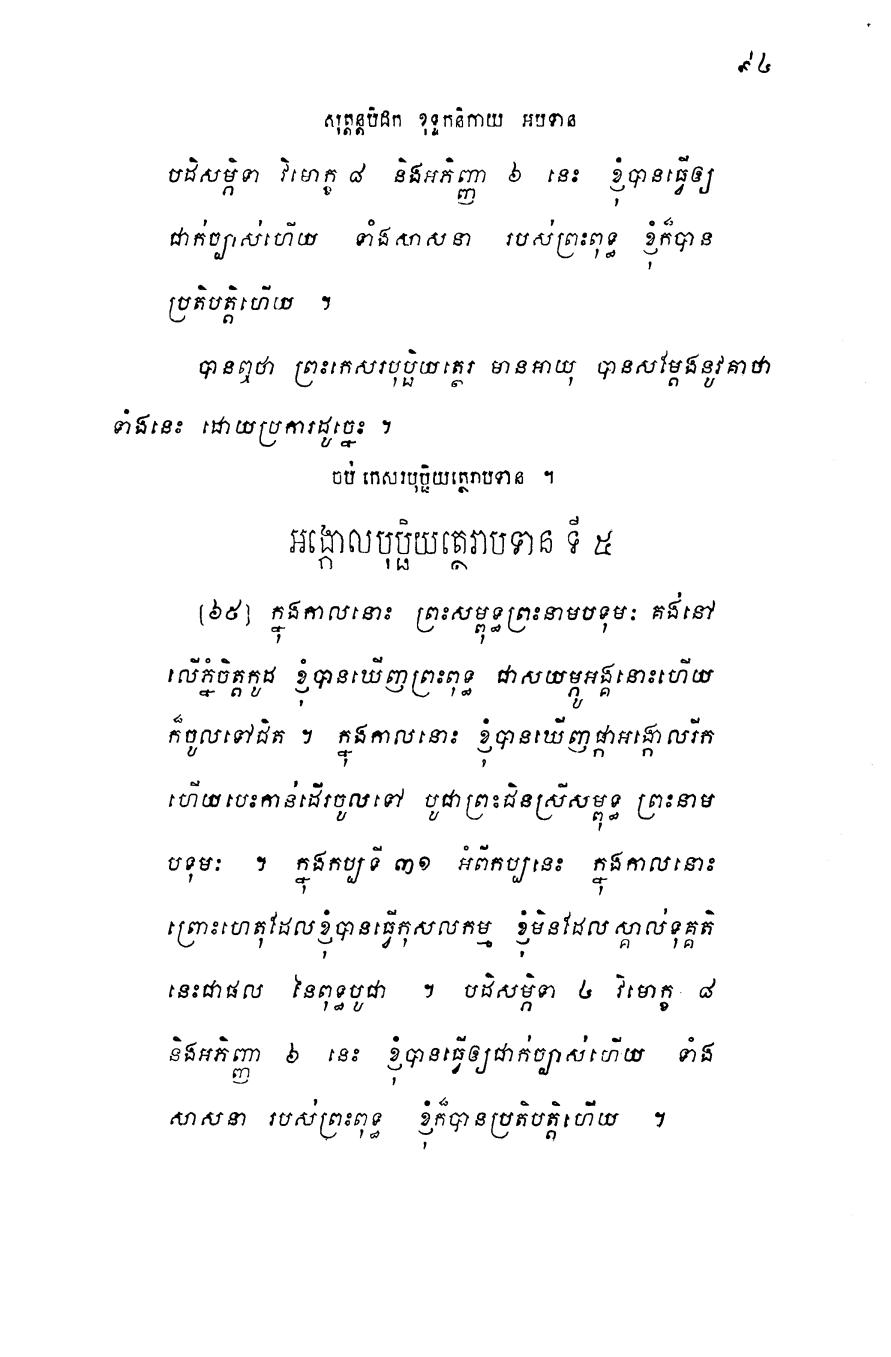 ៩៤
សុត្តន្តបិដក ខុទ្ទកនិកាយ អបទាន
បដិសម្ភិទា វិមោក្ខ ៨ និងអភិញ្ញា ៦ នេះ ខ្ញុំបានធ្វើឲ្យ
ជាក់ច្បាស់ហើយ ទាំងសាសនា របស់ព្រះពុទ្ធ ខ្ញុំក៏បាន
ប្រតិបត្តិហើយ ។
បានឮថា ព្រះកេសរបុប្ផិយត្ថេរ មានអាយុ បានសម្តែងនូវគាថា
ទាំងនេះ ដោយប្រការដូច្នេះ ។
ចប់ កេសរបុប្ផិយត្ថេរាបទាន ។
អង្កោលបុប្ផិយត្ថេរាបទាន ទី ៥
[៦៥] ក្នុងកាលនោះ ព្រះសម្ពុទ្ធព្រះនាមបទុមៈ គង់នៅ
លើភ្នំចិត្តកូដ ខ្ញុំបានឃើញព្រះពុទ្ធ ជាសយម្ភូអង្គនោះហើយ
ក៏ចូលទៅជិត ។ ក្នុងកាលនោះ ខ្ញុំបានឃើញផ្កាអង្កោលរីក
ហើយបេះកាន់ដើរចូលទៅ បូជាព្រះជិនស្រីសម្ពុទ្ធ ព្រះនាម
បទុមៈ ។ ក្នុងកប្បទី ៣១ អំពីកប្បនេះ ក្នុងកាលនោះ
ព្រោះហេតុដែលខ្ញុំបានធ្វើកុសលកម្ម ខ្ញុំមិនដែលស្គាល់ទុគ្គតិ
នេះជាផល នៃពុទ្ធបូជា ។ បដិសម្ភិទា ៤ វិមោក្ខ ៨
និងអភិញ្ញា ៦ នេះ ខ្ញុំបានធ្វើឲ្យជាក់ច្បាស់ហើយ ទាំង
សាសនា របស់ព្រះពុទ្ធ ខ្ញុំក៏បានប្រតិបត្តិហើយ ។